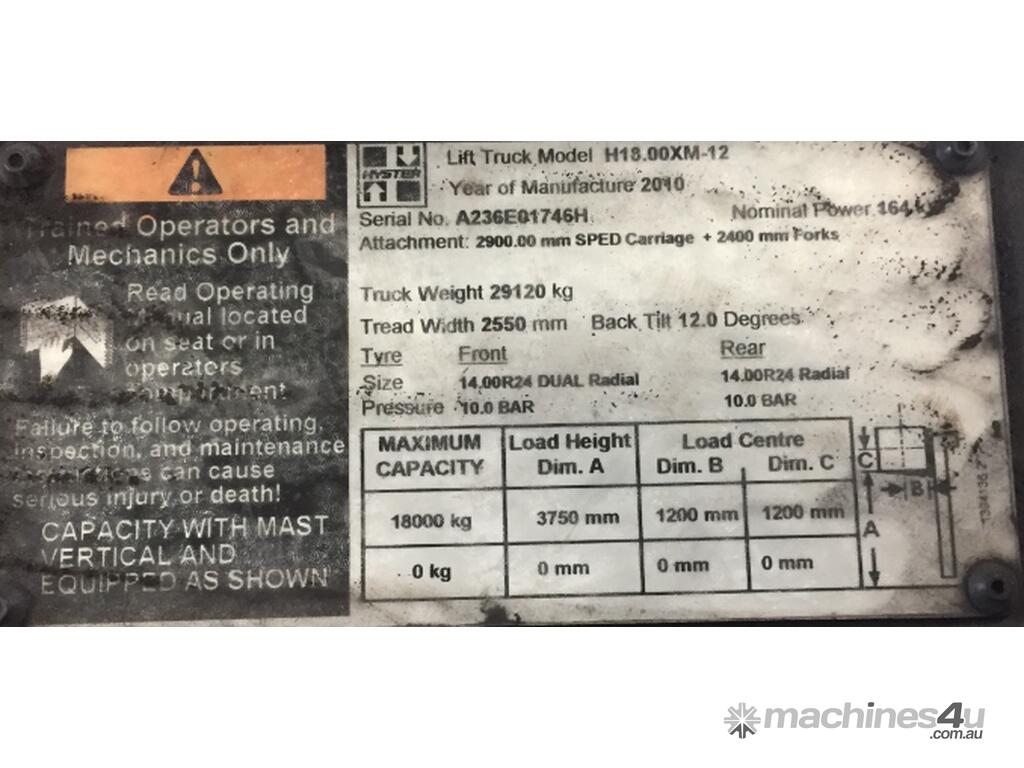 Trained Operators and
Mechanics Only
Read Operating
Manual located
on seat or in
operators
compartment
Failure to follow operating,
inspection, and maintenance
can cause
serious injury or death!
CAPACITY WITH MAST
VERTICAL AND
EQUIPPED AS SHOWN
HYSTER
Lift Truck Model H18.00XM-12
Year of Manufacture 2010
Serial No. A236E01746H Nominal Power 164
Attachment: 2900.00 mm SPED Carriage + 2400 mm Forks
Truck Weight 29120 kg
Tread Width 2550 mm Back Tilt 12.0 Degrees
Tyre Front Rear
Size 14.00R24 DUAL Radial 14.00R24 Radial
Pressure 10.0 BAR 10.0 BAR
MAXIMUM CAPACITY Load Height Dim. A Load Centre Dim. B Dim. C
18000 kg 3750 mm 1200 mm 1200 mm
0 kg 0 mm 0 mm 0 mm
C
B
A
machines4u
.com.au